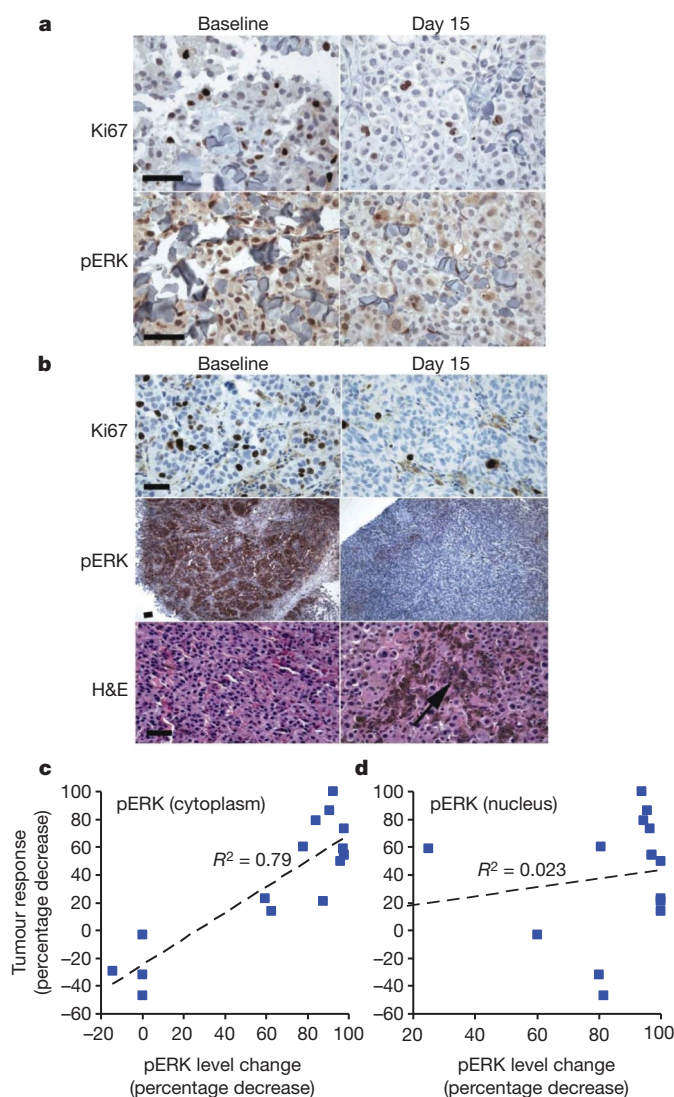 a
Baseline Day 15
Ki67
pERK
b
Baseline Day 15
Ki67
pERK
H&E
c
pERK (cytoplasm)
R² = 0.79
Tumour response
(percentage decrease)
100
80
60
40
20
0
–20
–40
–60
–20 0 20 40 60 80 100
pERK level change
(percentage decrease)
d
pERK (nucleus)
R² = 0.023
100
80
60
40
20
0
–20
–40
–60
20 60 80 100
pERK level change
(percentage decrease)